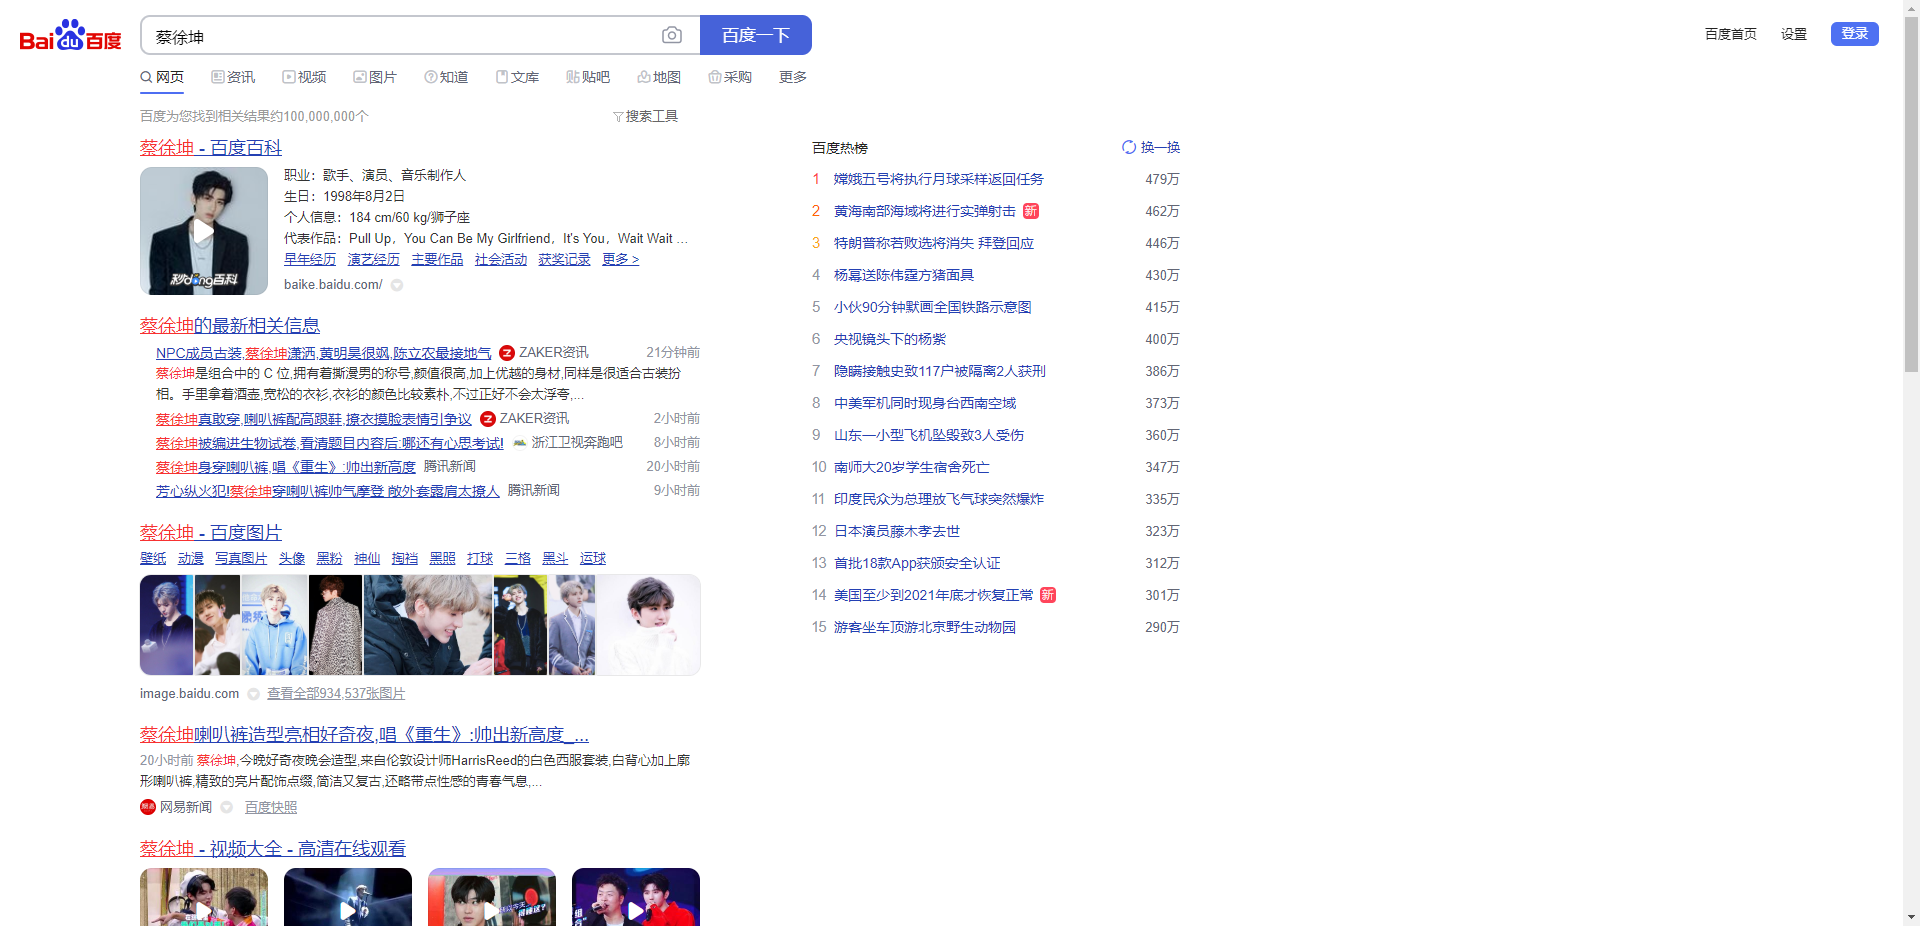 Bai du 百度
蔡徐坤
百度一下
百度首页 设置 登录
网页 资讯 视频 图片 知道 文库 贴吧 地图 采购 更多
百度为您找到相关结果约100,000,000个
搜索工具
蔡徐坤 - 百度百科
职业：歌手、演员、音乐制作人
生日：1998年8月2日
个人信息：184 cm/60 kg/狮子座
代表作品：Pull Up，You Can Be My Girlfriend，It's You，Wait Wait ...
早年经历 演艺经历 主要作品 社会活动 获奖记录 更多 >
秒dong百科
baike.baidu.com/
蔡徐坤的最新相关信息
NPC成员古装,蔡徐坤潇洒,黄明昊很飒,陈立农最接地气 ZAKER资讯 21分钟前
蔡徐坤是组合中的 C 位,拥有着撕漫男的称号,颜值很高,加上优越的身材,同样是很适合古装扮
相。手里拿着酒壶,宽松的衣衫,衣衫的颜色比较素朴,不过正好不会太浮夸,...
蔡徐坤真敢穿,喇叭裤配高跟鞋,撩衣摸脸表情引争议 ZAKER资讯 2小时前
蔡徐坤被编进生物试卷,看清题目内容后:哪还有心思考试! 浙江卫视奔跑吧 8小时前
蔡徐坤身穿喇叭裤,唱《重生》:帅出新高度 腾讯新闻 20小时前
芳心纵火犯!蔡徐坤穿喇叭裤帅气摩登 敞外套露肩太撩人 腾讯新闻 9小时前
蔡徐坤 - 百度图片
壁纸 动漫 写真图片 头像 黑粉 神仙 掏裆 黑照 打球 三格 黑斗 运球
image.baidu.com 查看全部934,537张图片
蔡徐坤喇叭裤造型亮相好奇夜,唱《重生》:帅出新高度_...
20小时前 蔡徐坤,今晚好奇夜晚会造型,来自伦敦设计师HarrisReed的白色西服套装,白背心加上廓
形喇叭裤,精致的亮片配饰点缀,简洁又复古,还略带点性感的青春气息,...
网易新闻 百度快照
蔡徐坤 - 视频大全 - 高清在线观看
百度热榜 换一换
1 嫦娥五号将执行月球采样返回任务 479万
2 黄海南部海域将进行实弹射击 新 462万
3 特朗普称若败选将消失 拜登回应 446万
4 杨幂送陈伟霆方猪面具 430万
5 小伙90分钟默画全国铁路示意图 415万
6 央视镜头下的杨紫 400万
7 隐瞒接触史致117户被隔离2人获刑 386万
8 中美军机同时现身台西南空域 373万
9 山东一小型飞机坠毁致3人受伤 360万
10 南师大20岁学生宿舍死亡 347万
11 印度民众为总理放飞气球突然爆炸 335万
12 日本演员藤木孝去世 323万
13 首批18款App获颁安全认证 312万
14 美国至少到2021年底才恢复正常 新 301万
15 游客坐车顶游北京野生动物园 290万